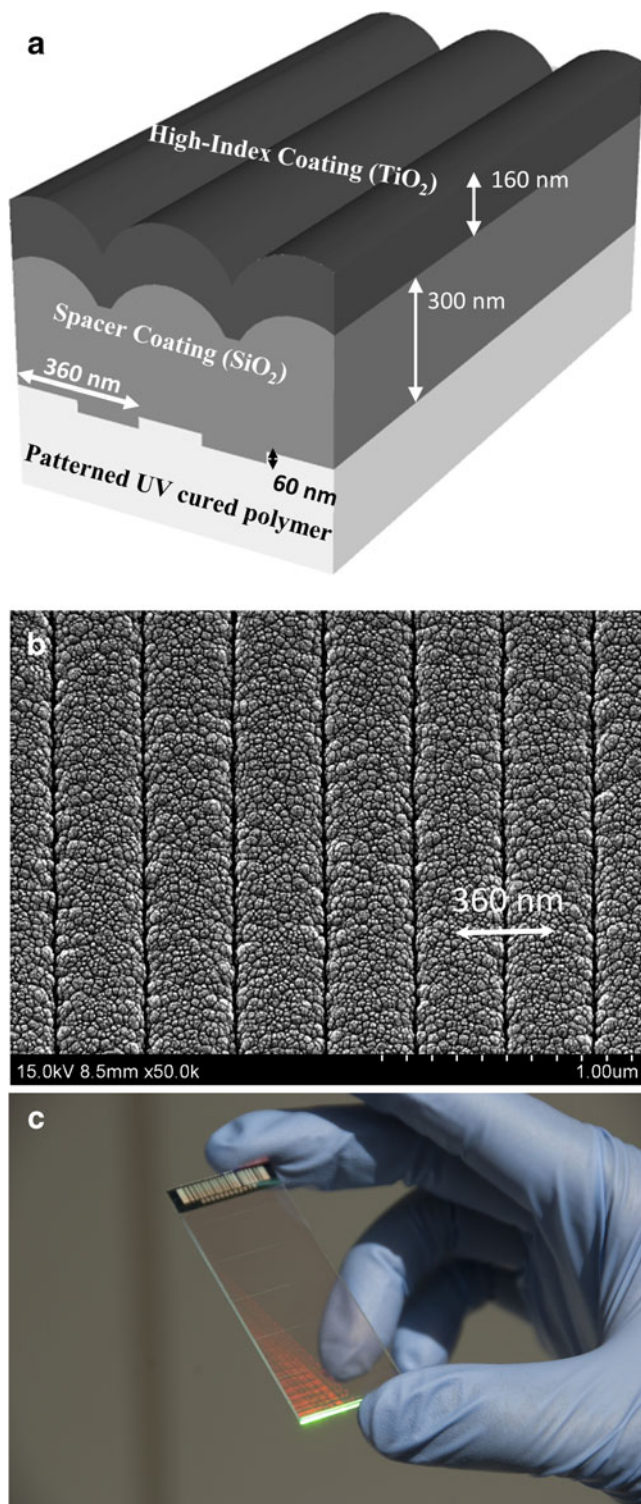 a
High-Index Coating (TiO₂)
160 nm
300 nm
Spacer Coating (SiO₂)
360 nm
60 nm
Patterned UV cured polymer
b
360 nm
15.0kV 8.5mm x50.0k 1.00um
c